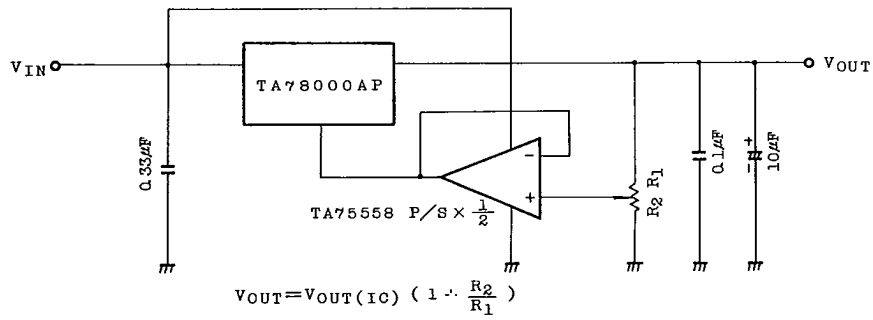 VIN
TA78000AP
VOUT
0.33μF
−
+
TA75558 P/S × 1/2
R1
R2
0.1μF
+
−
10μF
VOUT = VOUT(IC) (1 + R2/R1)